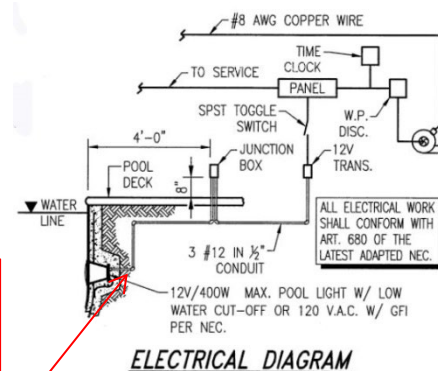 #8 AWG COPPER WIRE
TIME
CLOCK
TO SERVICE
PANEL
SPST TOGGLE
SWITCH
W.P.
DISC.
4'-0"
JUNCTION
BOX
12V
TRANS.
POOL
DECK
8"
WATER
LINE
ALL ELECTRICAL WORK
SHALL CONFORM WITH
ART. 680 OF THE
LATEST ADAPTED NEC.
3 #12 IN ½"
CONDUIT
12V/400W MAX. POOL LIGHT W/ LOW
WATER CUT-OFF OR 120 V.A.C. W/ GFI
PER NEC.
ELECTRICAL DIAGRAM